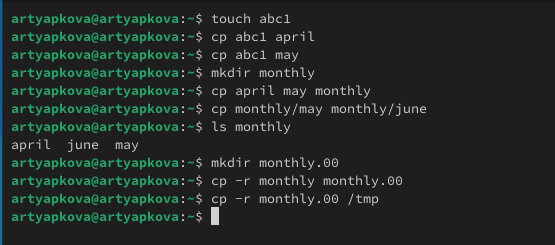 artyapkova@artyapkova:~$ touch abc1
artyapkova@artyapkova:~$ cp abc1 april
artyapkova@artyapkova:~$ cp abc1 may
artyapkova@artyapkova:~$ mkdir monthly
artyapkova@artyapkova:~$ cp april may monthly
artyapkova@artyapkova:~$ cp monthly/may monthly/june
artyapkova@artyapkova:~$ ls monthly
april  june  may
artyapkova@artyapkova:~$ mkdir monthly.00
artyapkova@artyapkova:~$ cp -r monthly monthly.00
artyapkova@artyapkova:~$ cp -r monthly.00 /tmp
artyapkova@artyapkova:~$